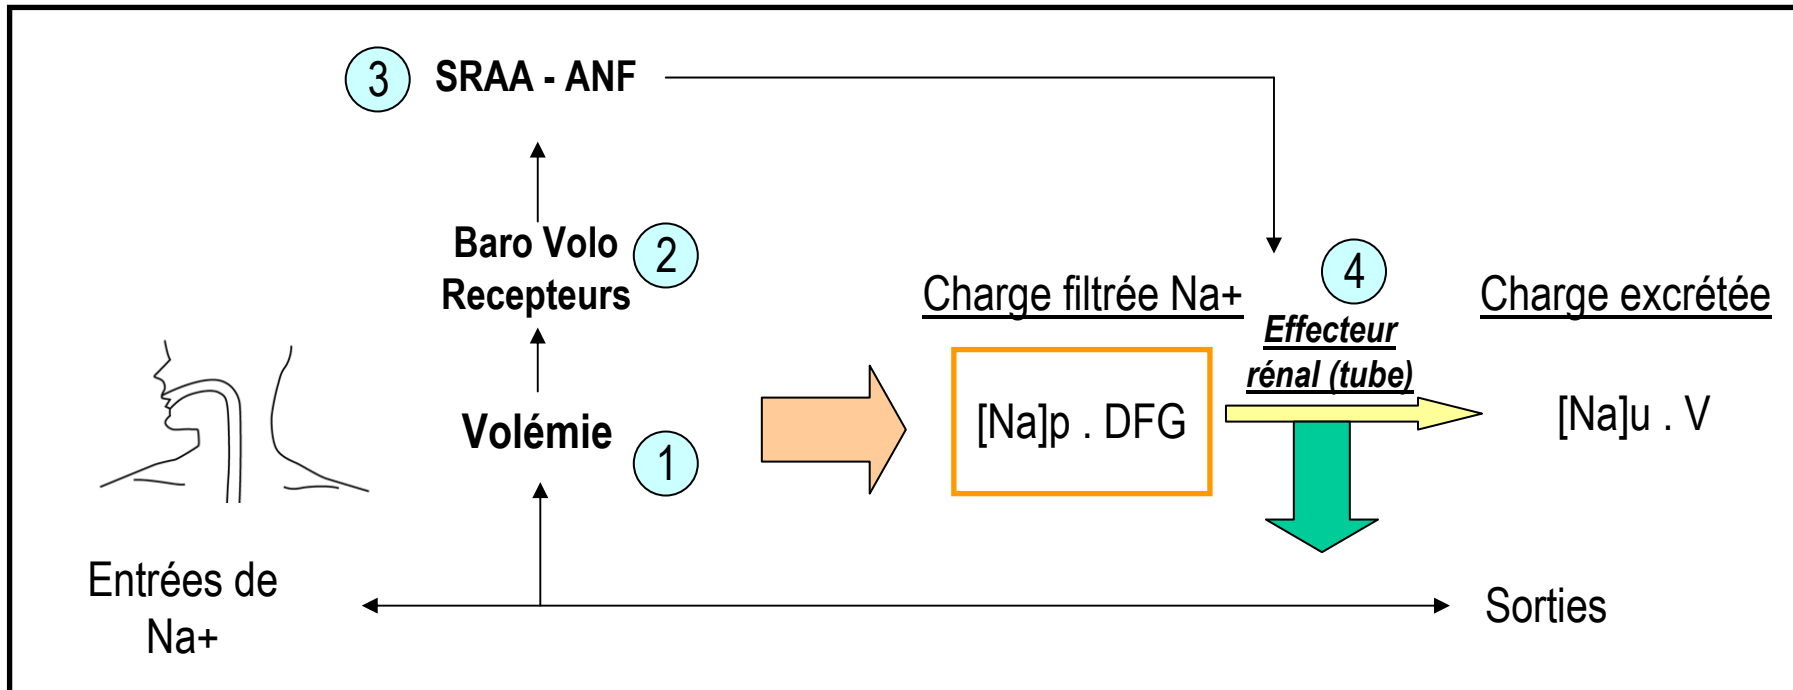 3
SRAA - ANF
Baro Volo
Recepteurs
2
4
Charge filtrée Na+
Effecteur
rénal (tube)
Charge excrétée
Volémie
1
[Na]p . DFG
[Na]u . V
Entrées de
Na+
Sorties